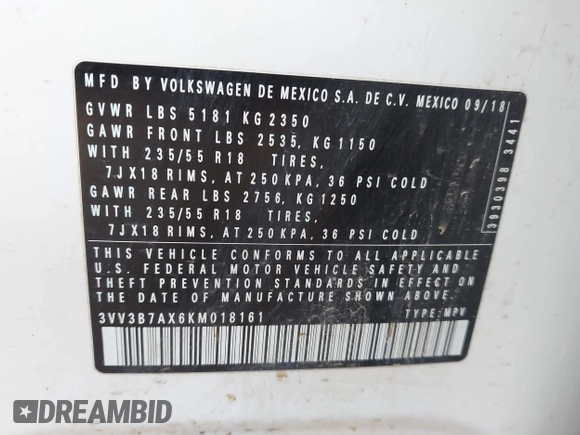 MFD BY VOLKSWAGEN DE MEXICO S.A. DE C.V. MEXICO 09/18
GVWR LBS 5181 KG 2350
GAWR FRONT LBS 2535, KG 1150
WITH 235/55 R18 TIRES,
7JX18 RIMS, AT 250 KPA, 36 PSI COLD
GAWR REAR LBS 2756, KG 1250
WITH 235/55 R18 TIRES,
7JX18 RIMS, AT 250 KPA, 36 PSI COLD
3930398 3441
THIS VEHICLE CONFORMS TO ALL APPLICABLE
U.S. FEDERAL MOTOR VEHICLE SAFETY AND
THEFT PREVENTION STANDARDS IN EFFECT ON
THE DATE OF MANUFACTURE SHOWN ABOVE
3VV3B7AX6KM018161 TYPE: MPV
DREAMBID